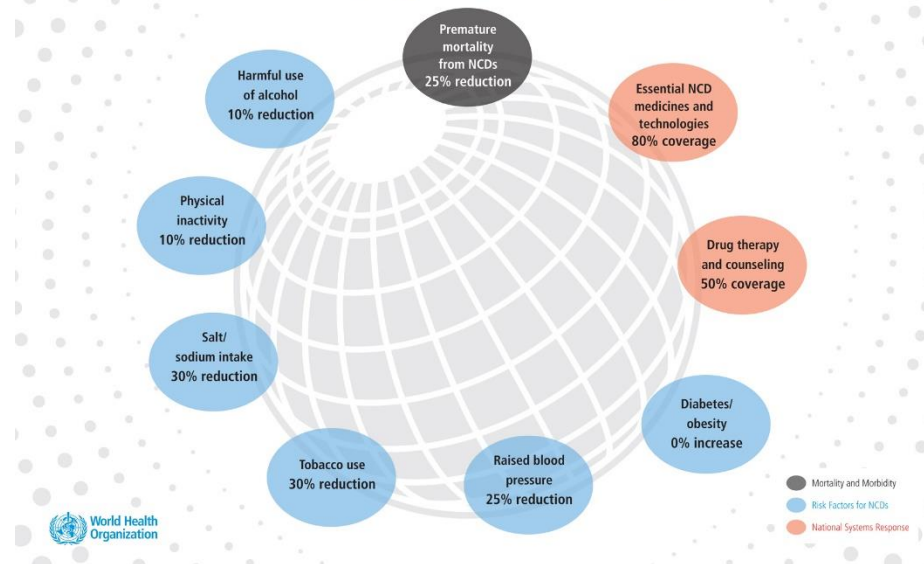 Premature
mortality
from NCDs
25% reduction
Harmful use
of alcohol
10% reduction
Essential NCD
medicines and
technologies
80% coverage
Physical
inactivity
10% reduction
Drug therapy
and counseling
50% coverage
Salt/
sodium intake
30% reduction
Diabetes/
obesity
0% increase
Tobacco use
30% reduction
Raised blood
pressure
25% reduction
Mortality and Morbidity
Risk Factors for NCDs
National Systems Response
World Health
Organization